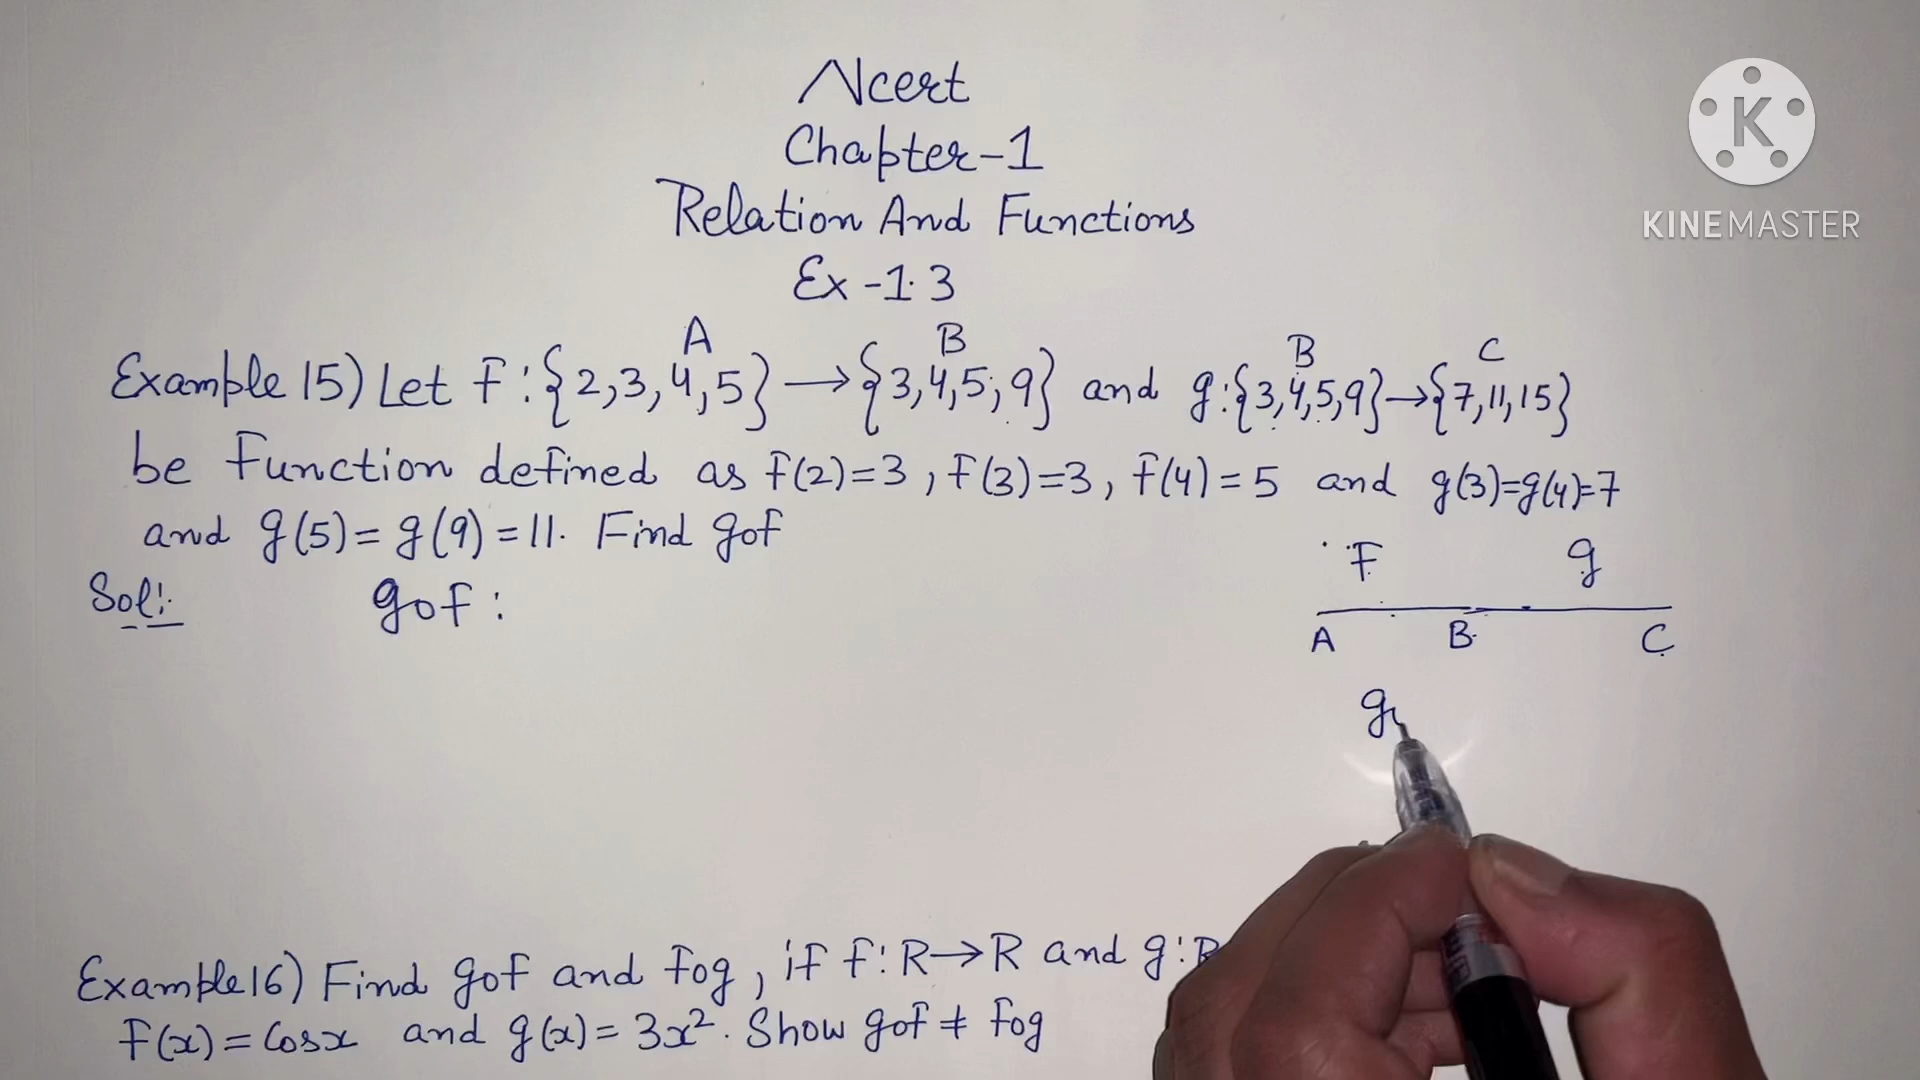 Ncert
Chapter-1
Relation And Functions
Ex-1.3
A B B C
Example 15) Let F:{2,3,4,5}→{3,4,5,9} and g:{3,4,5,9}→{7,11,15}
be function defined as F(2)=3, F(3)=3, F(4)=5 and g(3)=g(4)=7
and g(5)=g(9)=11. Find gof
F g
Sol:
gof:
A B C
g
Example16) Find gof and fog, if f:R→R and g:R
F(x)=Cosx and g(x)=3x². Show gof ≠ fog
K
KINEMASTER